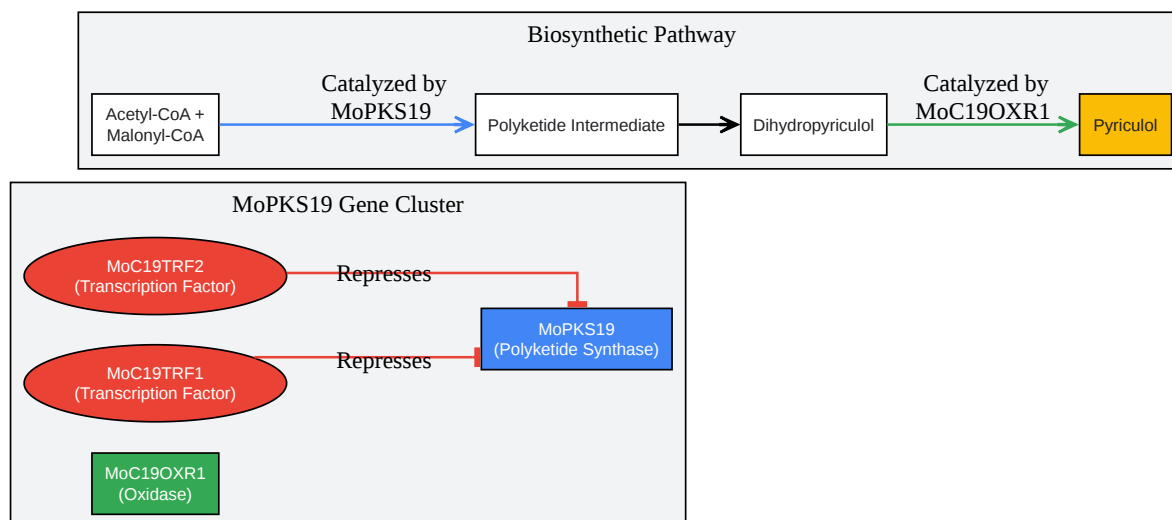 Biosynthetic Pathway
Acetyl-CoA +
Malonyl-CoA
Catalyzed by
MoPKS19
Polyketide Intermediate
Dihydropyriculol
Catalyzed by
MoC19OXR1
Pyriculol
MoPKS19 Gene Cluster
MoC19TRF2
(Transcription Factor)
Represses
MoPKS19
(Polyketide Synthase)
MoC19TRF1
(Transcription Factor)
Represses
MoC19OXR1
(Oxidase)